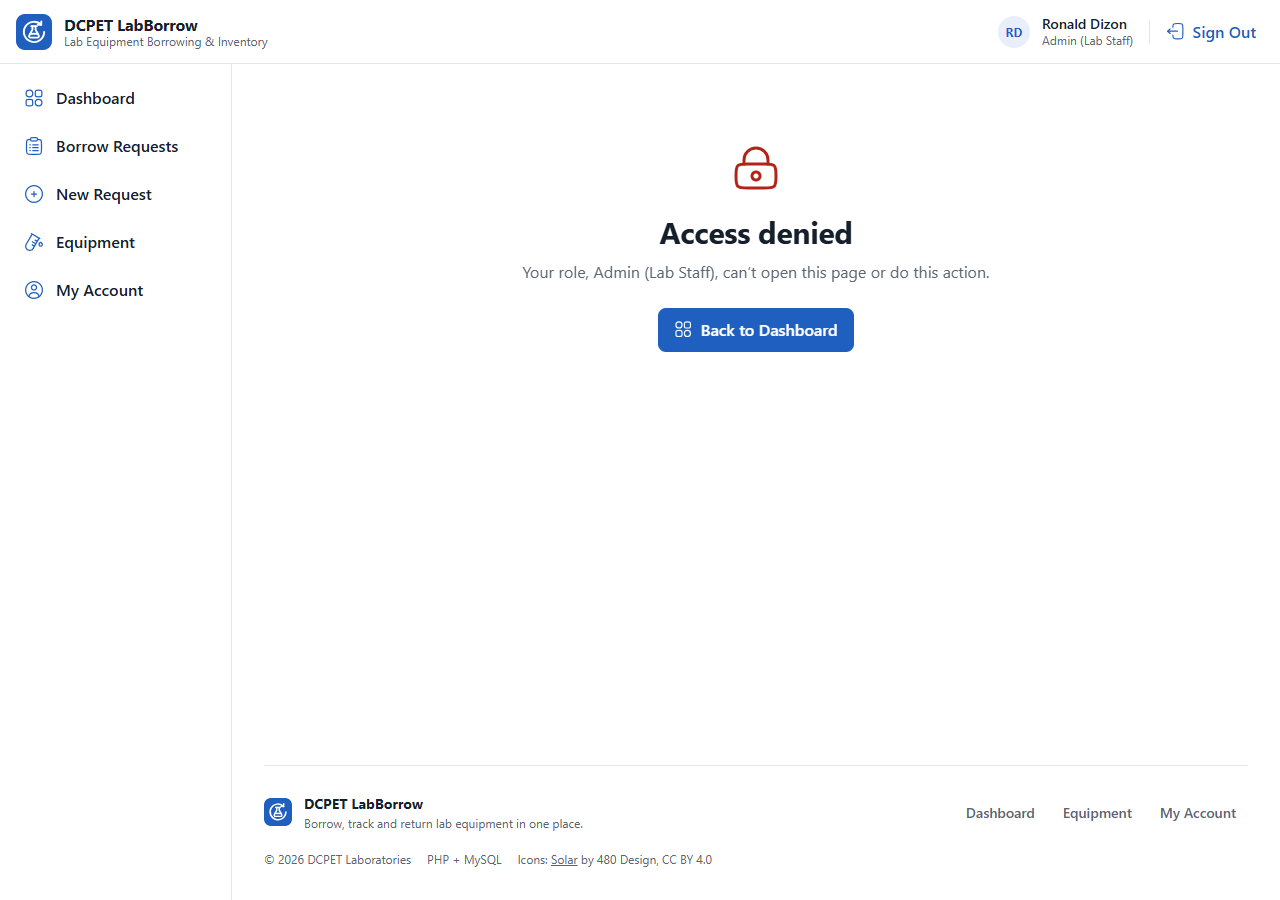 DCPET LabBorrow
Lab Equipment Borrowing & Inventory
RD
Ronald Dizon
Admin (Lab Staff)
Sign Out
Dashboard
Borrow Requests
New Request
Equipment
My Account
Access denied
Your role, Admin (Lab Staff), can’t open this page or do this action.
Back to Dashboard
DCPET LabBorrow
Borrow, track and return lab equipment in one place.
Dashboard
Equipment
My Account
© 2026 DCPET Laboratories
PHP + MySQL
Icons: Solar by 480 Design, CC BY 4.0